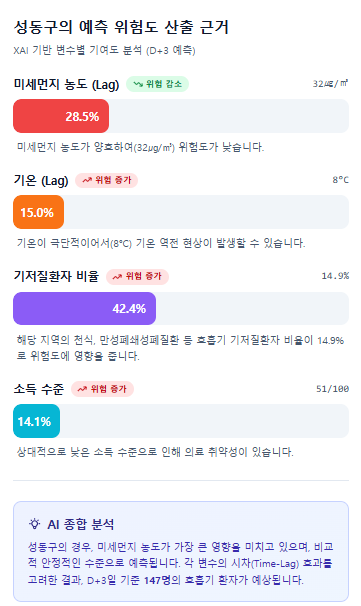 성동구의 예측 위험도 산출 근거
XAI 기반 변수별 기여도 분석 (D+3 예측)
미세먼지 농도 (Lag) 위험 감소 32㎍/㎥
28.5%
미세먼지 농도가 양호하여(32㎍/㎥) 위험도가 낮습니다.
기온 (Lag) 위험 증가 8°C
15.0%
기온이 극단적이어서(8°C) 기온 역전 현상이 발생할 수 있습니다.
기저질환자 비율 위험 증가 14.9%
42.4%
해당 지역의 천식, 만성폐쇄성폐질환 등 호흡기 기저질환자 비율이 14.9%
로 위험도에 영향을 줍니다.
소득 수준 위험 증가 51/100
14.1%
상대적으로 낮은 소득 수준으로 인해 의료 취약성이 있습니다.
AI 종합 분석
성동구의 경우, 미세먼지 농도가 가장 큰 영향을 미치고 있으며, 비교
적 안정적인 수준으로 예측됩니다. 각 변수의 시차(Time-Lag) 효과를
고려한 결과, D+3일 기준 147명의 호흡기 환자가 예상됩니다.